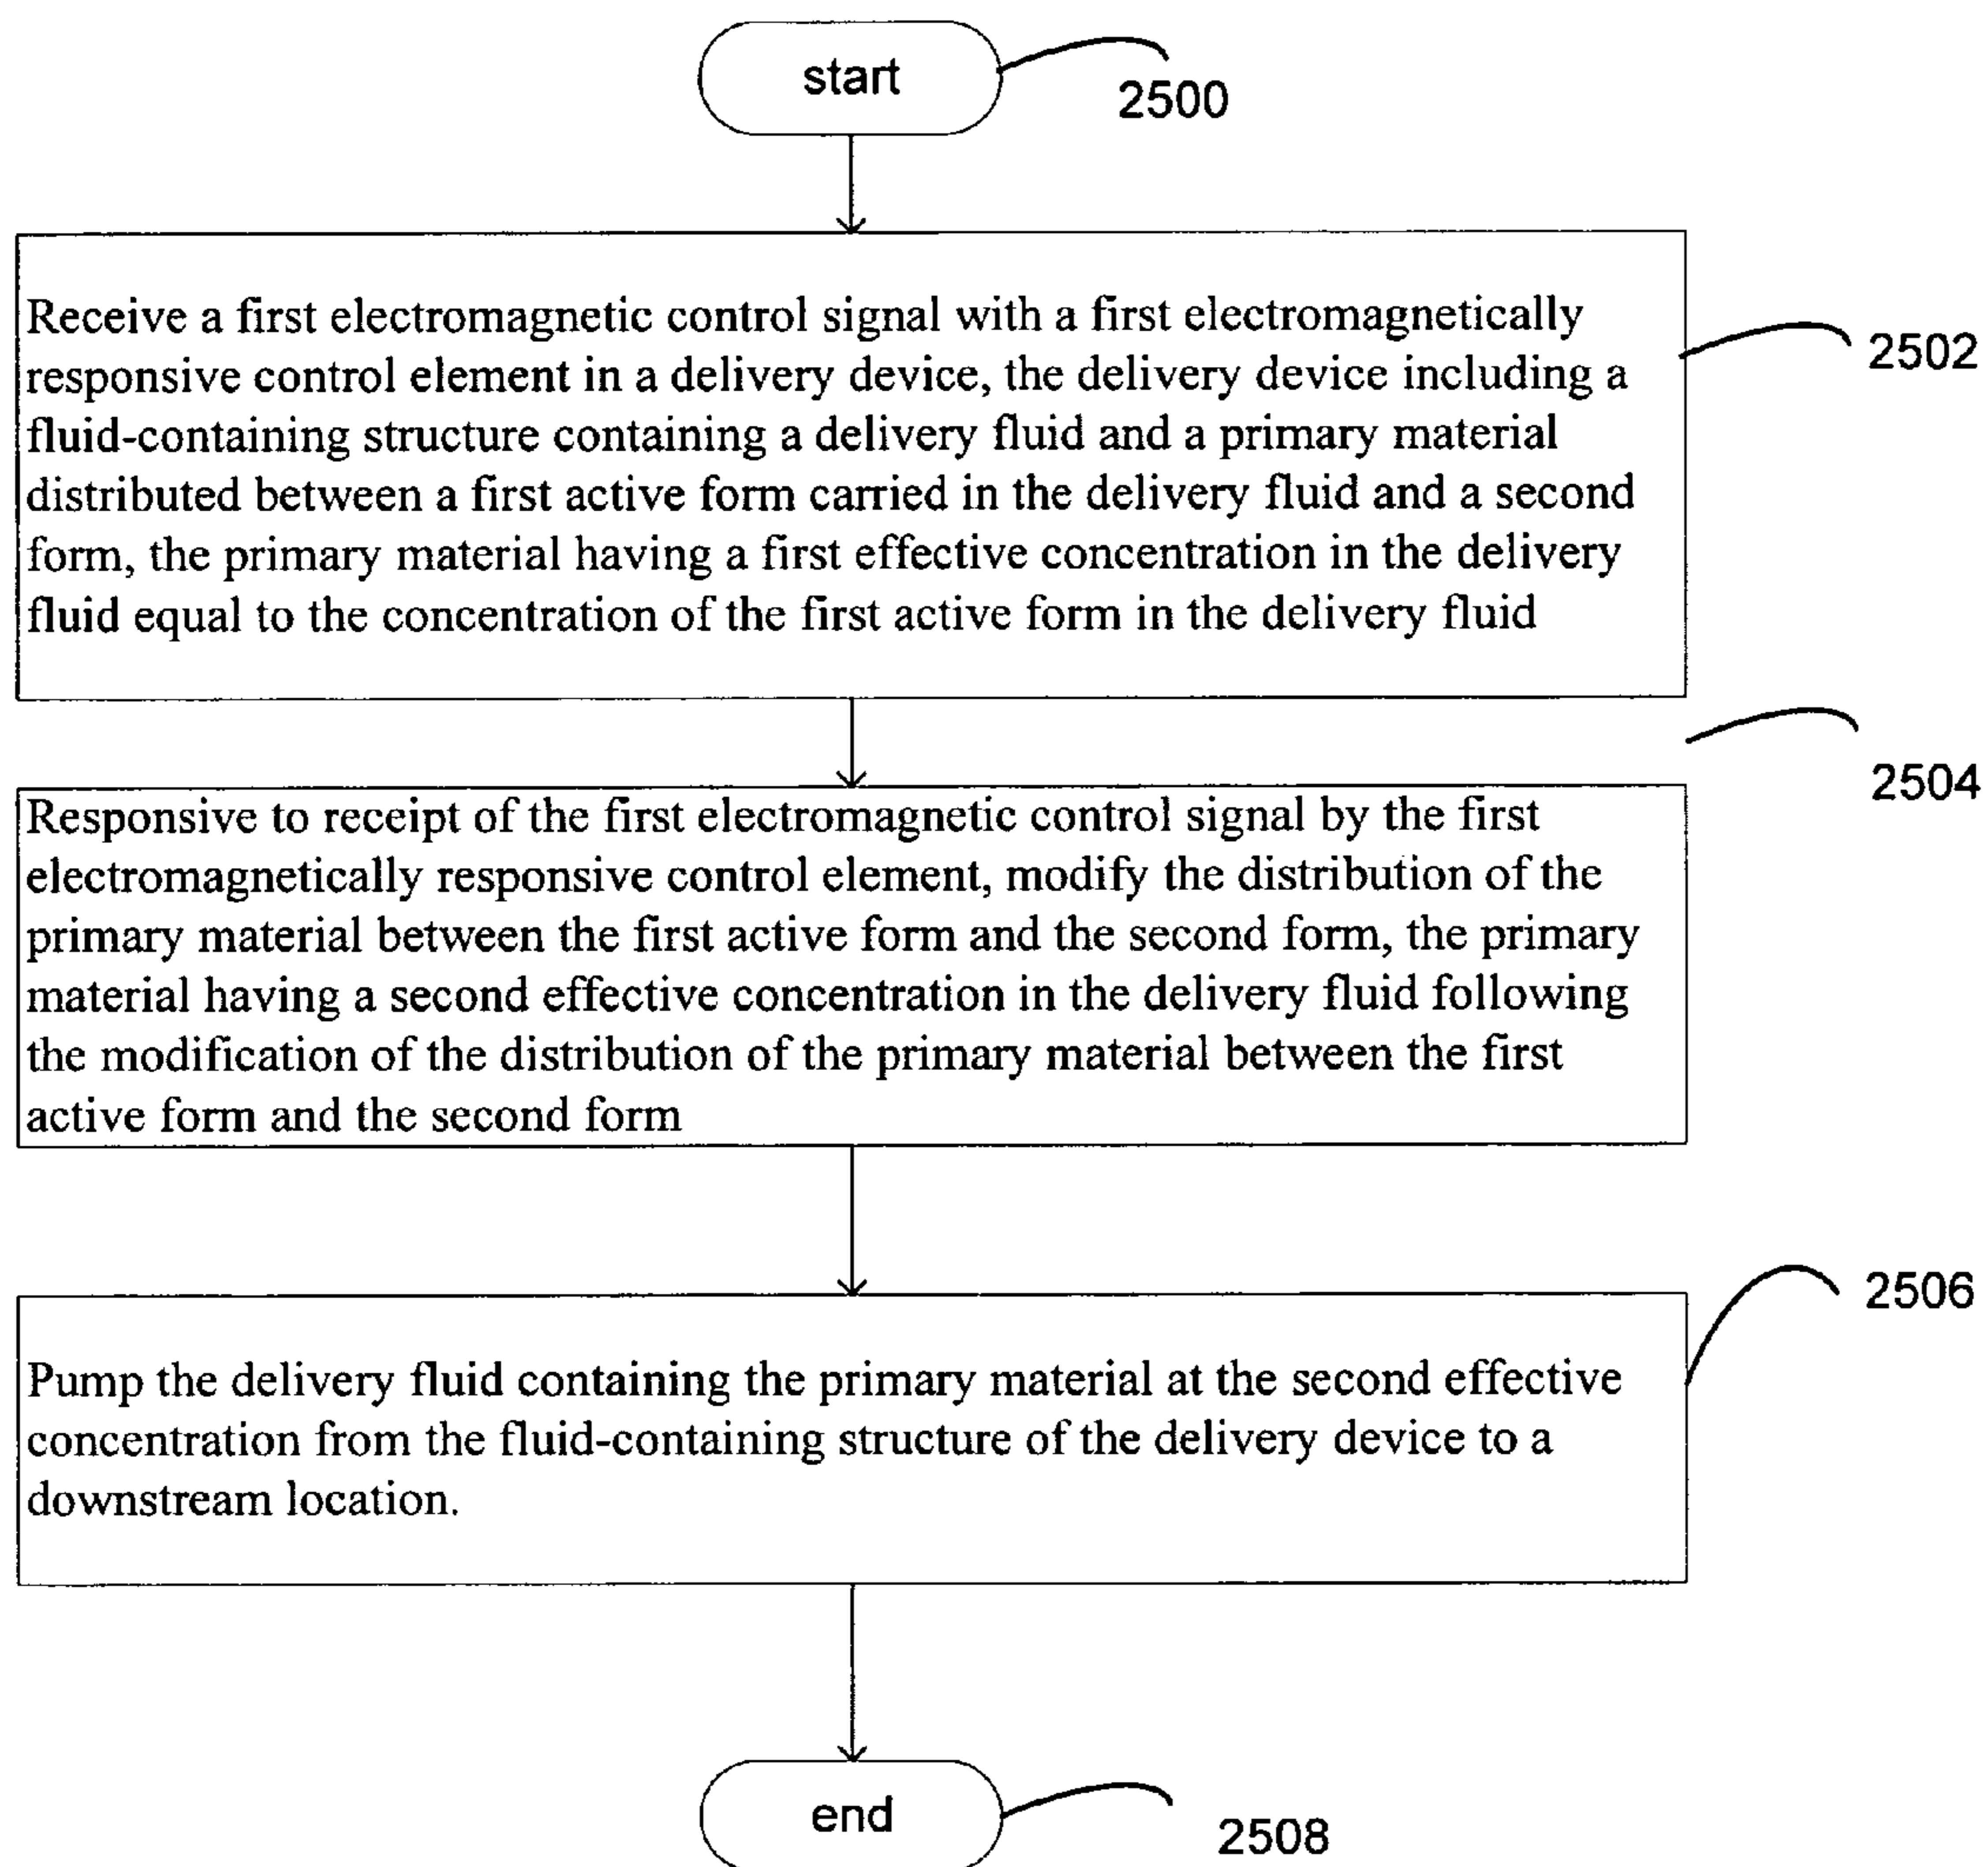 start
2500
Receive a first electromagnetic control signal with a first electromagnetically
responsive control element in a delivery device, the delivery device including a
fluid-containing structure containing a delivery fluid and a primary material
distributed between a first active form carried in the delivery fluid and a second
form, the primary material having a first effective concentration in the delivery
fluid equal to the concentration of the first active form in the delivery fluid
2502
2504
Responsive to receipt of the first electromagnetic control signal by the first
electromagnetically responsive control element, modify the distribution of the
primary material between the first active form and the second form, the primary
material having a second effective concentration in the delivery fluid following
the modification of the distribution of the primary material between the first
active form and the second form
2506
Pump the delivery fluid containing the primary material at the second effective
concentration from the fluid-containing structure of the delivery device to a
downstream location.
end
2508